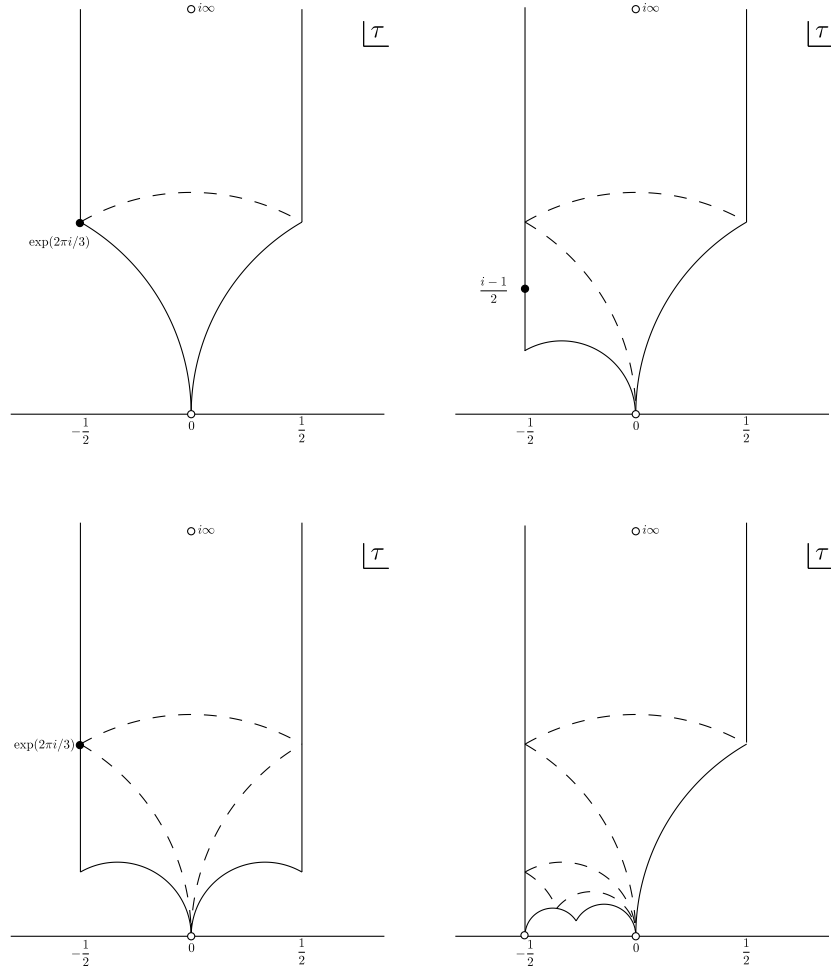 i∞
τ
exp(2πi/3)
−1/2
0
1/2
i∞
τ
i−1/2
−1/2
0
1/2
i∞
τ
exp(2πi/3)
−1/2
0
1/2
i∞
τ
−1/2
0
1/2